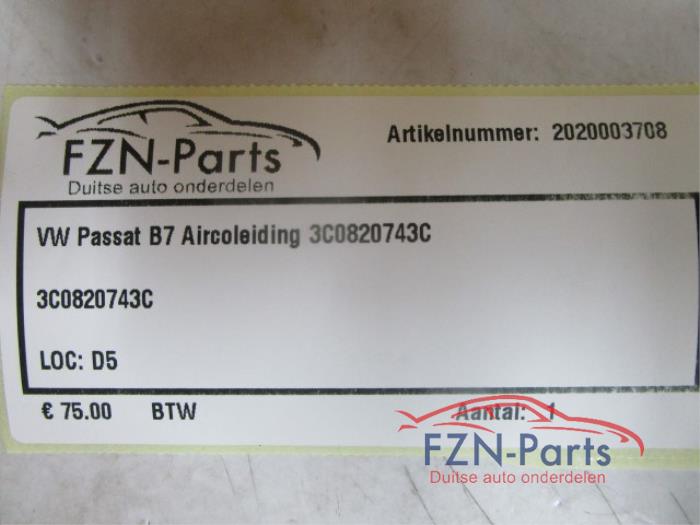 FZN-Parts
Duitse auto onderdelen
Artikelnummer: 2020003708
VW Passat B7 Aircoleiding 3C0820743C
3C0820743C
LOC: D5
€ 75.00 BTW Aantal: 1
FZN-Parts
Duitse auto onderdelen